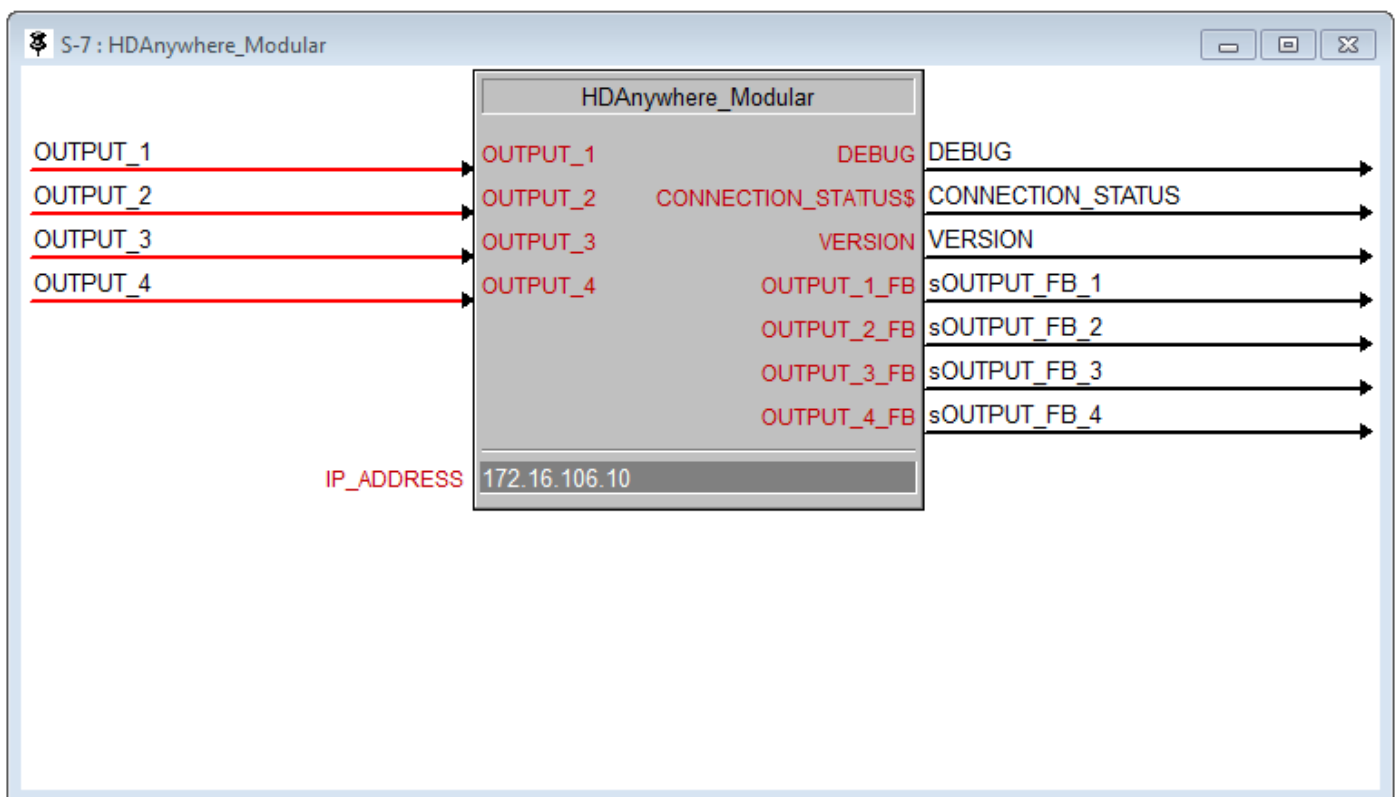 S-7 : HDAnywhere_Modular
HDAnywhere_Modular
OUTPUT_1 OUTPUT_1 DEBUG DEBUG
OUTPUT_2 OUTPUT_2 CONNECTION_STATUS$ CONNECTION_STATUS
OUTPUT_3 OUTPUT_3 VERSION VERSION
OUTPUT_4 OUTPUT_4 OUTPUT_1_FB sOUTPUT_FB_1
OUTPUT_2_FB sOUTPUT_FB_2
OUTPUT_3_FB sOUTPUT_FB_3
OUTPUT_4_FB sOUTPUT_FB_4
IP_ADDRESS 172.16.106.10